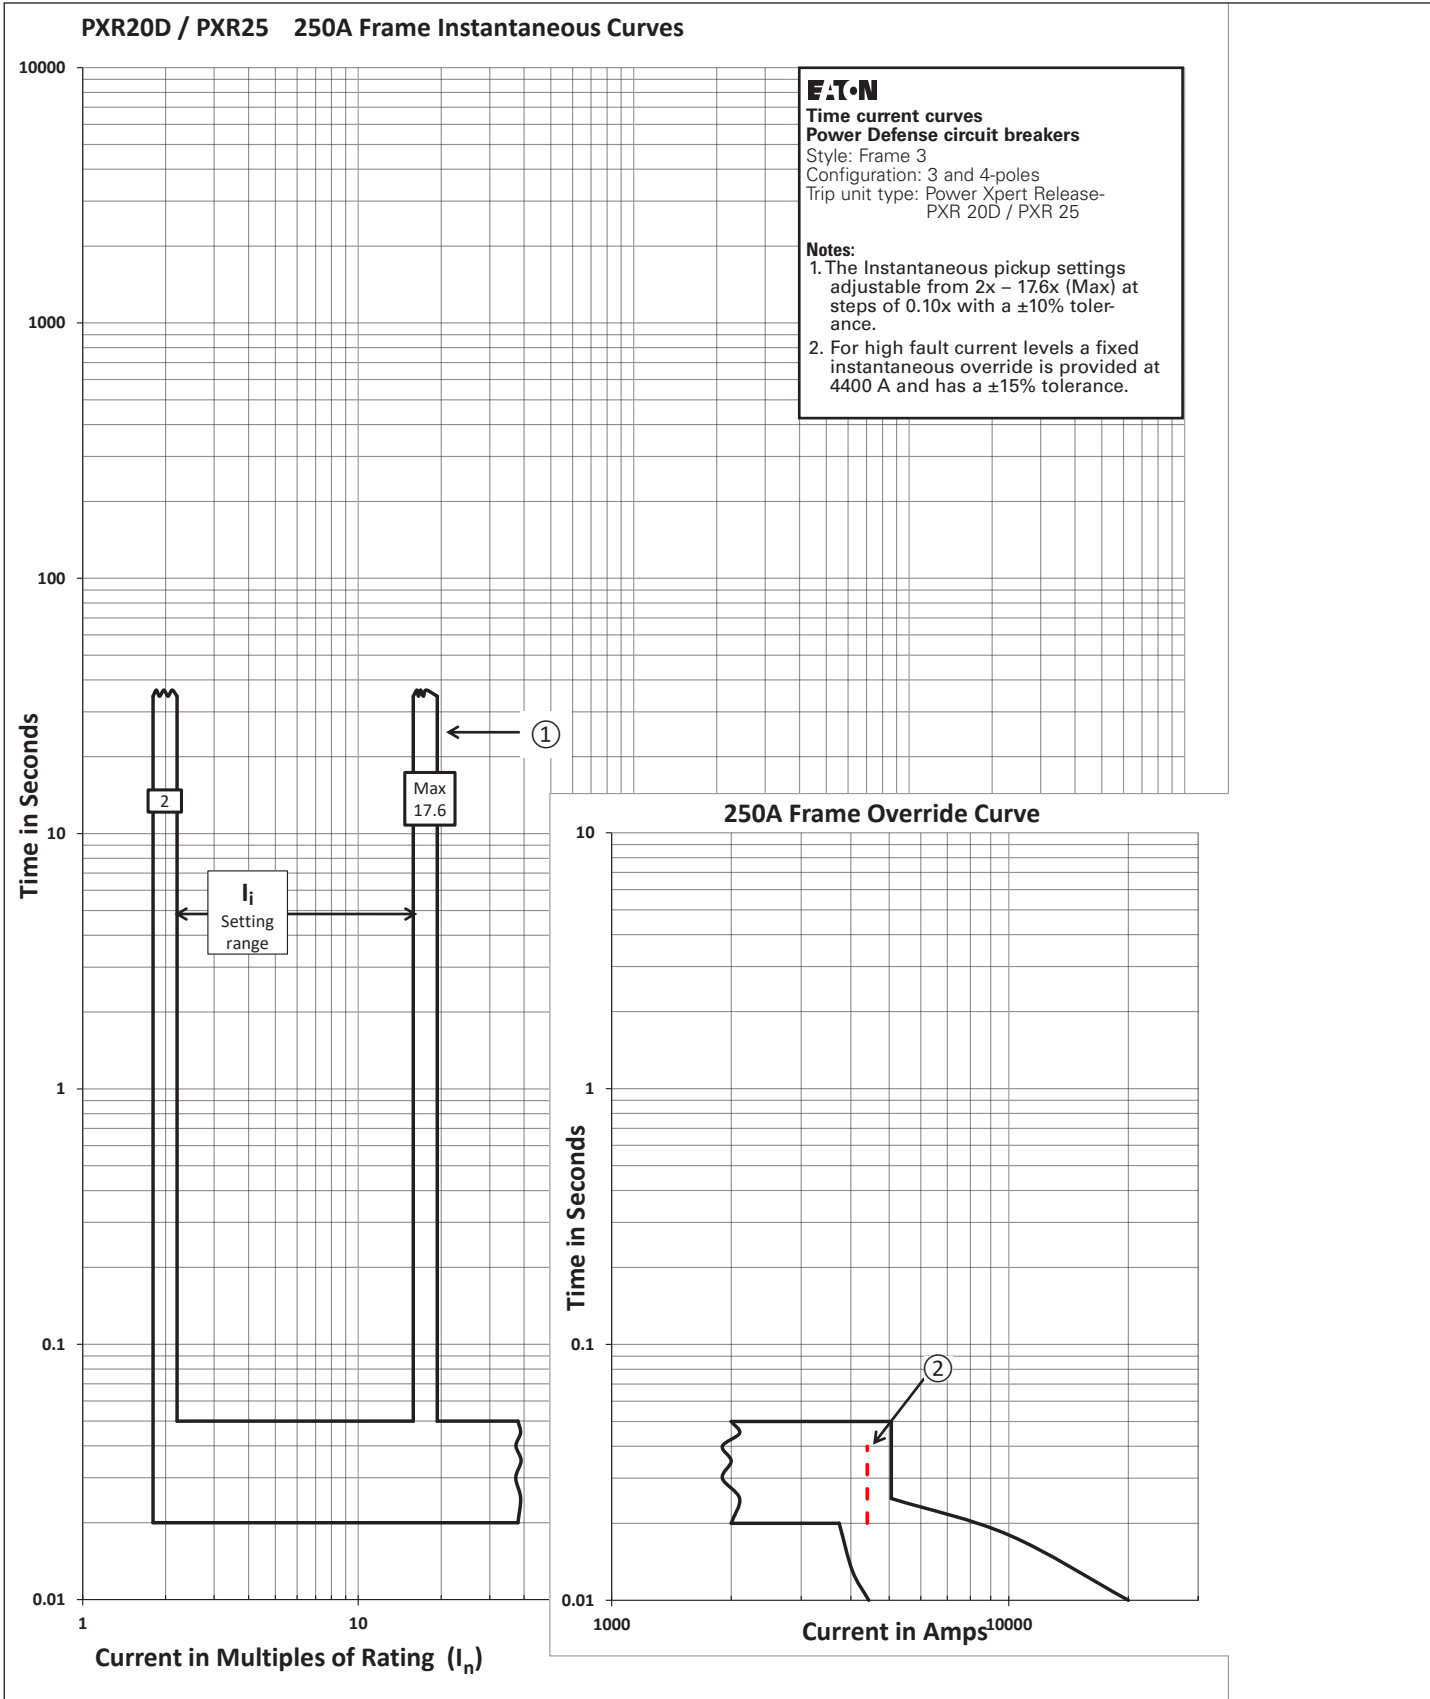 PXR20D / PXR25 250A Frame Instantaneous Curves
10000
1000
100
10
1
0.1
0.01
Time in Seconds
1
10
Current in Multiples of Rating (In)
EATON
Time current curves
Power Defense circuit breakers
Style: Frame 3
Configuration: 3 and 4-poles
Trip unit type: Power Xpert Release-
PXR 20D / PXR 25
Notes:
1. The Instantaneous pickup settings
adjustable from 2x – 17.6x (Max) at
steps of 0.10x with a ±10% toler-
ance.
2. For high fault current levels a fixed
instantaneous override is provided at
4400 A and has a ±15% tolerance.
1
2
Max
17.6
Ii
Setting
range
250A Frame Override Curve
10
1
0.1
0.01
Time in Seconds
2
1000
10000
Current in Amps